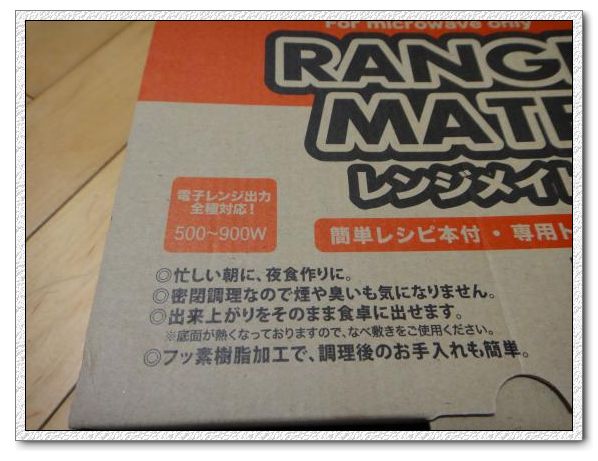 For microwave only
RANGE
MATE
レンジメイト
電子レンジ出力
全種対応！
500~900W
簡単レシピ本付・専用ト
◎忙しい朝に、夜食作りに。
◎密閉調理なので煙や臭いも気になりません。
◎出来上がりをそのまま食卓に出せます。
※底面が熱くなっておりますので、なべ敷きをご使用ください。
◎フッ素樹脂加工で、調理後のお手入れも簡単。